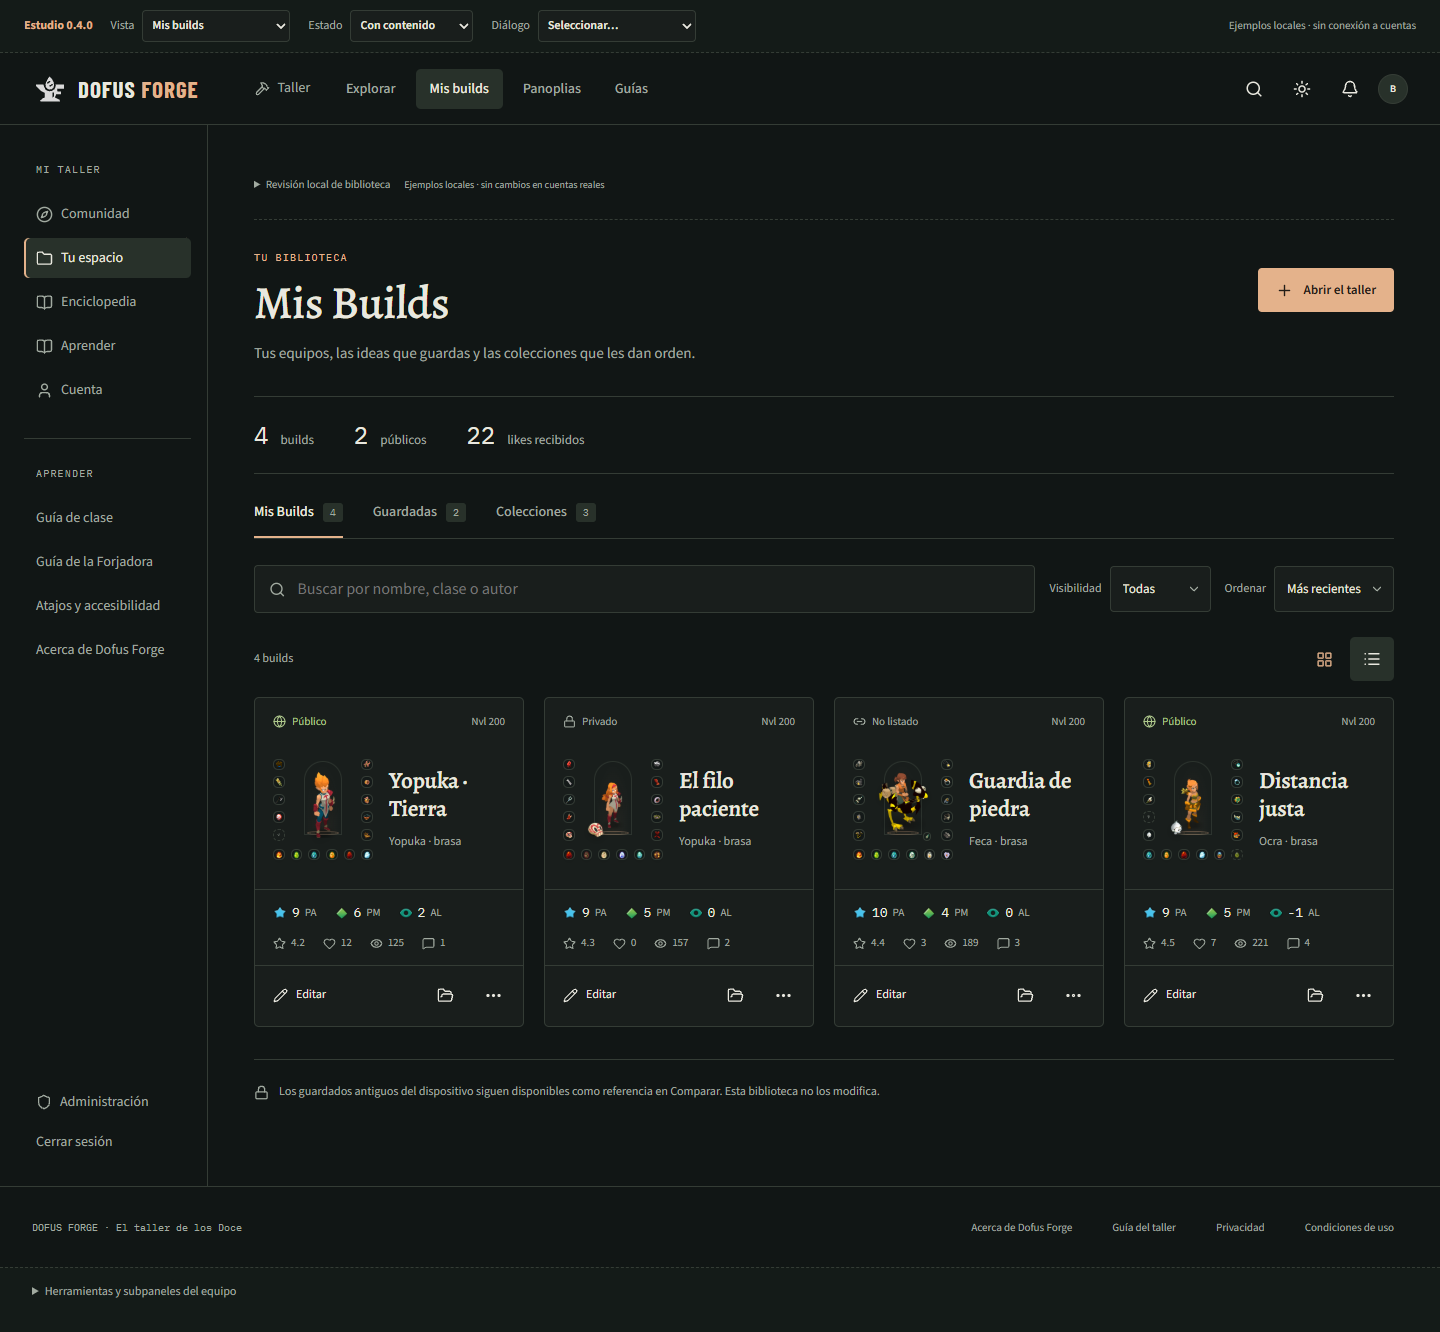 Estudio 0.4.0 Vista Mis builds Estado Con contenido Diálogo Seleccionar... Ejemplos locales · sin conexión a cuentas
DOFUS FORGE Taller Explorar Mis builds Panoplias Guías B
MI TALLER
Comunidad
Tu espacio
Enciclopedia
Aprender
Cuenta
APRENDER
Guía de clase
Guía de la Forjadora
Atajos y accesibilidad
Acerca de Dofus Forge
Administración
Cerrar sesión
Revisión local de biblioteca Ejemplos locales · sin cambios en cuentas reales
TU BIBLIOTECA
Mis Builds
Abrir el taller
Tus equipos, las ideas que guardas y las colecciones que les dan orden.
4 builds 2 públicos 22 likes recibidos
Mis Builds 4 Guardadas 2 Colecciones 3
Buscar por nombre, clase o autor Visibilidad Todas Ordenar Más recientes
4 builds
Público Nvl 200
Yopuka ·
Tierra
Yopuka · brasa
9 PA 6 PM 2 AL
4.2 12 125 1
Editar
Privado Nvl 200
El filo
paciente
Yopuka · brasa
9 PA 5 PM 0 AL
4.3 0 157 2
Editar
No listado Nvl 200
Guardia de
piedra
Feca · brasa
10 PA 4 PM 0 AL
4.4 3 189 3
Editar
Público Nvl 200
Distancia
justa
Ocra · brasa
9 PA 5 PM -1 AL
4.5 7 221 4
Editar
Los guardados antiguos del dispositivo siguen disponibles como referencia en Comparar. Esta biblioteca no los modifica.
DOFUS FORGE · El taller de los Doce Acerca de Dofus Forge Guía del taller Privacidad Condiciones de uso
Herramientas y subpaneles del equipo